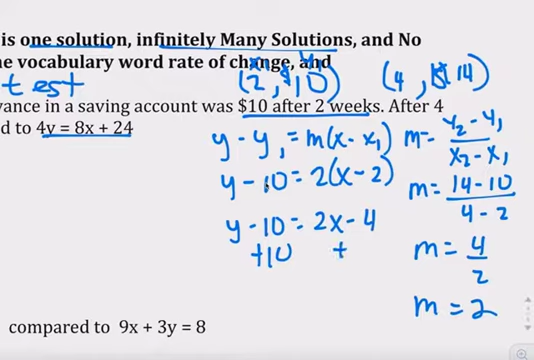 is one solution, infinitely Many Solutions, and No
e vocabulary word rate of change, and
test
(2, 10) (4, 14)
ance in a saving account was $10 after 2 weeks. After 4
d to 4y = 8x + 24
y - y₁ = m(x - x₁)
y - 10 = 2(x - 2)
y - 10 = 2x - 4
+10 +
m = y₂ - y₁ / x₂ - x₁
m = 14 - 10 / 4 - 2
m = 4 / 2
m = 2
compared to 9x + 3y = 8